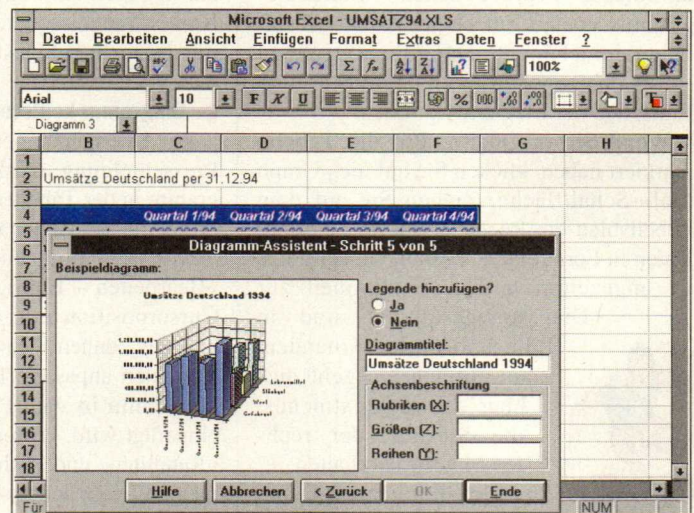 Microsoft Excel - UMSATZ94.XLS
Datei Bearbeiten Ansicht Einfügen Format Extras Daten Fenster ?
100%
Arial 10 F K U
Diagramm 3
B C D E F G H
1
2 Umsätze Deutschland per 31.12.94
3
4 Quartal 1/94 Quartal 2/94 Quartal 3/94 Quartal 4/94
5
6
7
8
9
10
11
12
13
14
15
16
17
18
Diagramm-Assistent - Schritt 5 von 5
Beispieldiagramm:
Umsätze Deutschland 1994
Legende hinzufügen?
Ja
Nein
Diagrammtitel:
Umsätze Deutschland 1994
Achsenbeschriftung
Rubriken (X):
Größen (Z):
Reihen (Y):
Hilfe Abbrechen < Zurück OK Ende
NUM